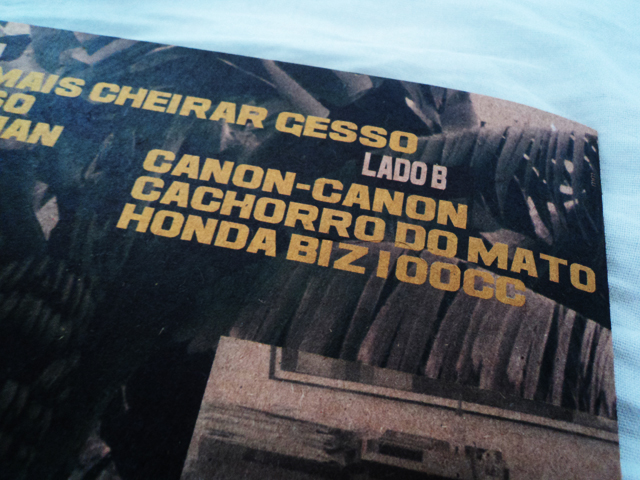 MAIS CHEIRAR GESSO
LADO B
CANON-CANON
CACHORRO DO MATO
HONDA BIZ 100CC